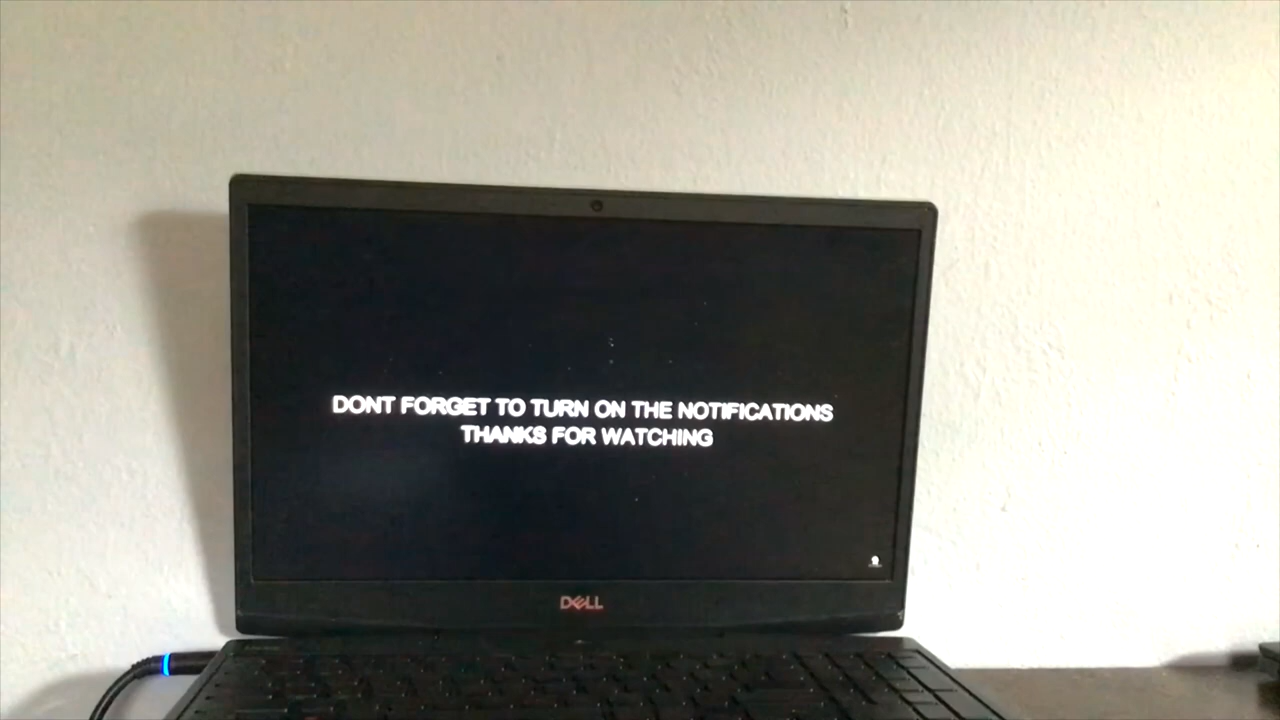 DONT FORGET TO TURN ON THE NOTIFICATIONS
THANKS FOR WATCHING
DELL